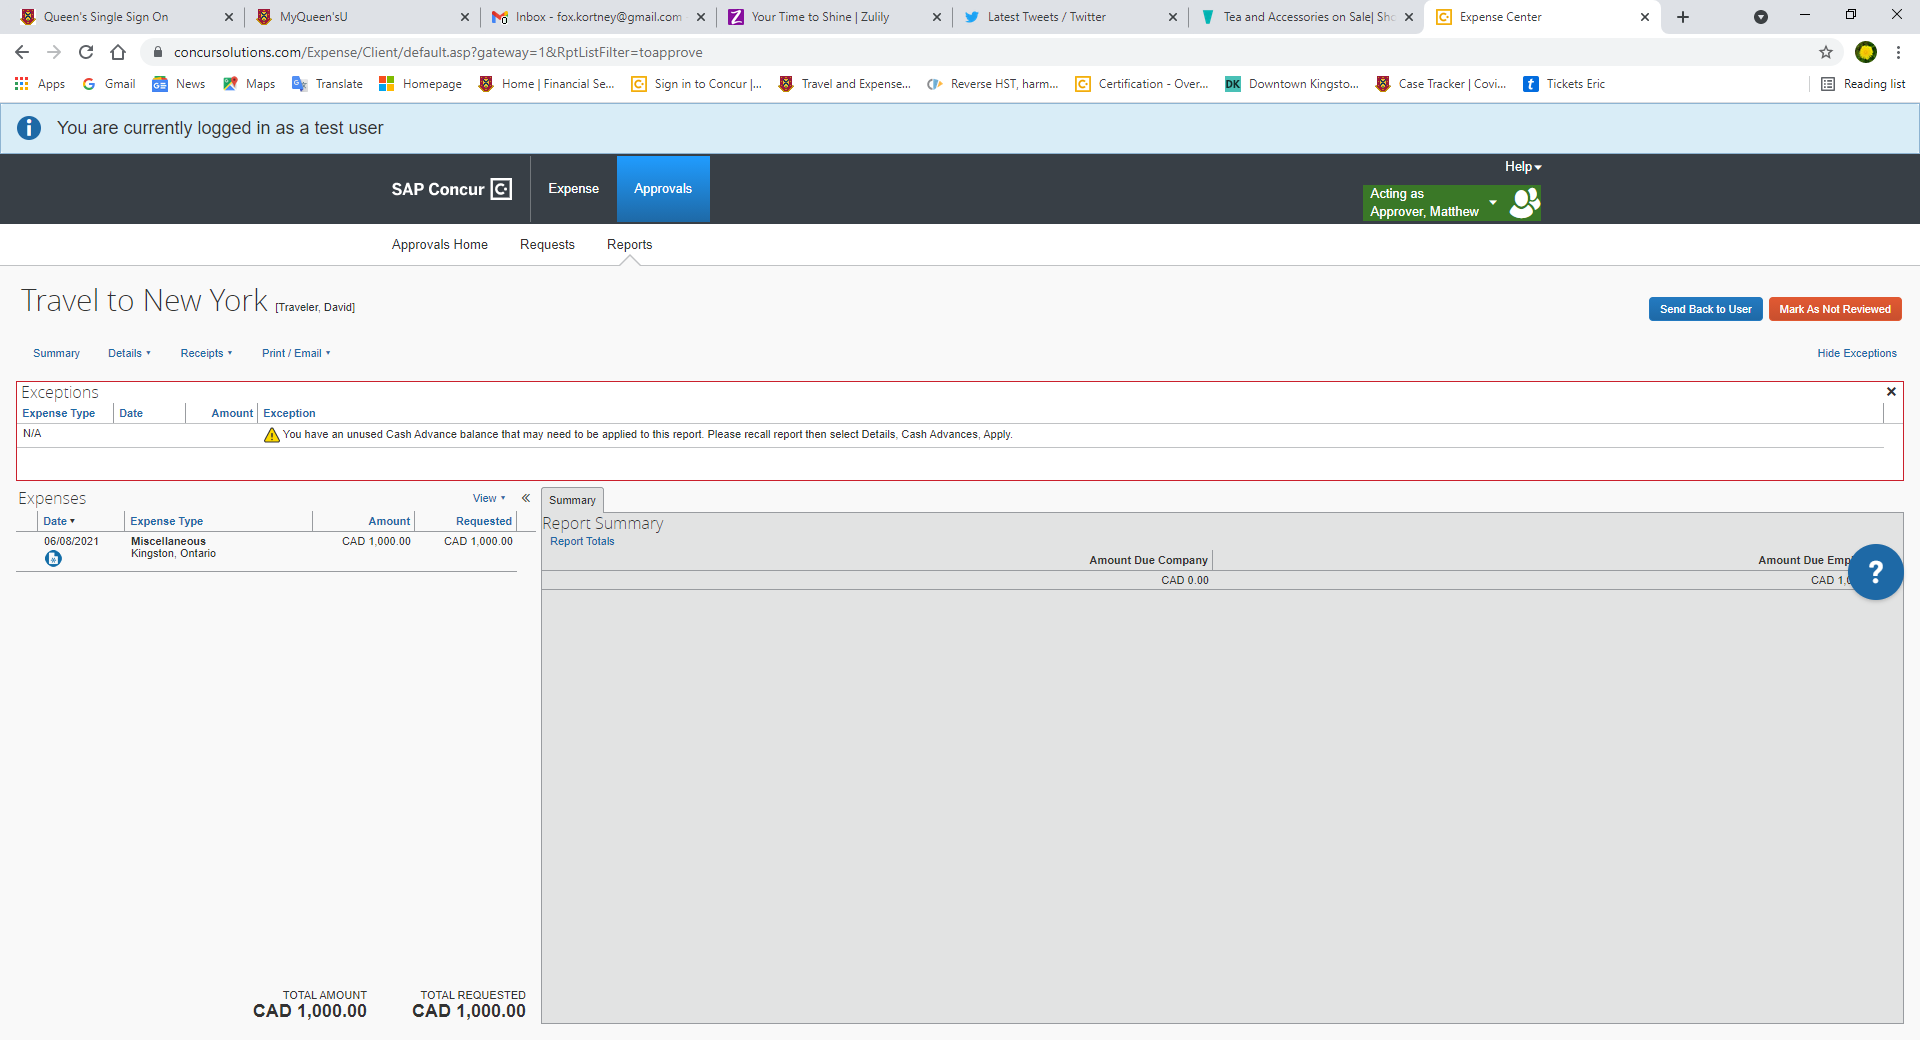 Queen's Single Sign On
MyQueen'sU
Inbox - fox.kortney@gmail.com
Your Time to Shine | Zulily
Latest Tweets / Twitter
Tea and Accessories on Sale| Sho
Expense Center
concursolutions.com/Expense/Client/default.asp?gateway=1&RptListFilter=toapprove
Apps
Gmail
News
Maps
Translate
Homepage
Home | Financial Se...
Sign in to Concur |...
Travel and Expense...
Reverse HST, harm...
Certification - Over...
DK Downtown Kingsto...
Case Tracker | Covi...
Tickets Eric
Reading list
You are currently logged in as a test user
SAP Concur
Expense
Approvals
Help
Acting as
Approver, Matthew
Approvals Home
Requests
Reports
Travel to New York [Traveler, David]
Send Back to User
Mark As Not Reviewed
Summary
Details
Receipts
Print / Email
Hide Exceptions
Exceptions
Expense Type Date Amount Exception
N/A You have an unused Cash Advance balance that may need to be applied to this report. Please recall report then select Details, Cash Advances, Apply.
Expenses
View
Date Expense Type Amount Requested
06/08/2021 Miscellaneous CAD 1,000.00 CAD 1,000.00
Kingston, Ontario
Summary
Report Summary
Report Totals
Amount Due Company Amount Due Emp
CAD 0.00 CAD 1,
?
TOTAL AMOUNT TOTAL REQUESTED
CAD 1,000.00 CAD 1,000.00